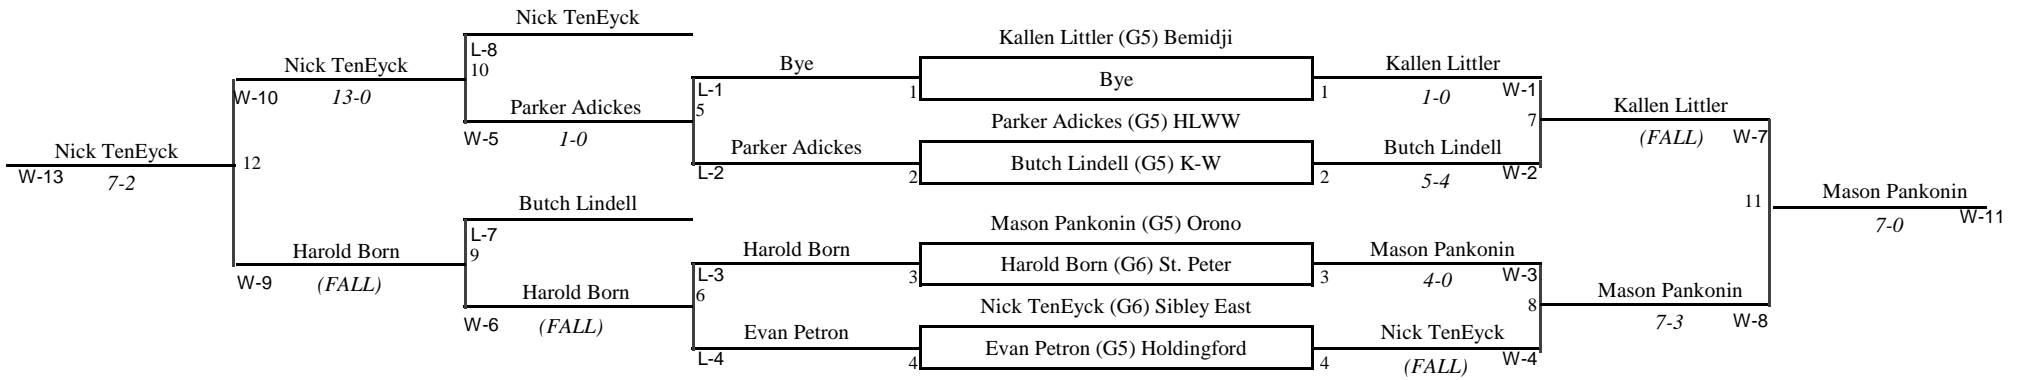 Nick TenEyck
L-8
10
Nick TenEyck
13-0
W-10
Parker Adickes
1-0
W-5
Nick TenEyck
7-2
W-13
12
Butch Lindell
L-7
9
Harold Born
(FALL)
W-9
Harold Born
(FALL)
W-6
Bye
L-1
5
Parker Adickes
L-2
Harold Born
L-3
6
Evan Petron
L-4
Kallen Littler (G5) Bemidji
1
Bye
1
Parker Adickes (G5) HLWW
2
Butch Lindell (G5) K-W
2
Mason Pankonin (G5) Orono
3
Harold Born (G6) St. Peter
3
Nick TenEyck (G6) Sibley East
4
Evan Petron (G5) Holdingford
4
Kallen Littler
1-0
W-1
7
Butch Lindell
5-4
W-2
Mason Pankonin
4-0
W-3
8
Nick TenEyck
(FALL)
W-4
Kallen Littler
(FALL)
W-7
11
Mason Pankonin
7-3
W-8
Mason Pankonin
7-0
W-11